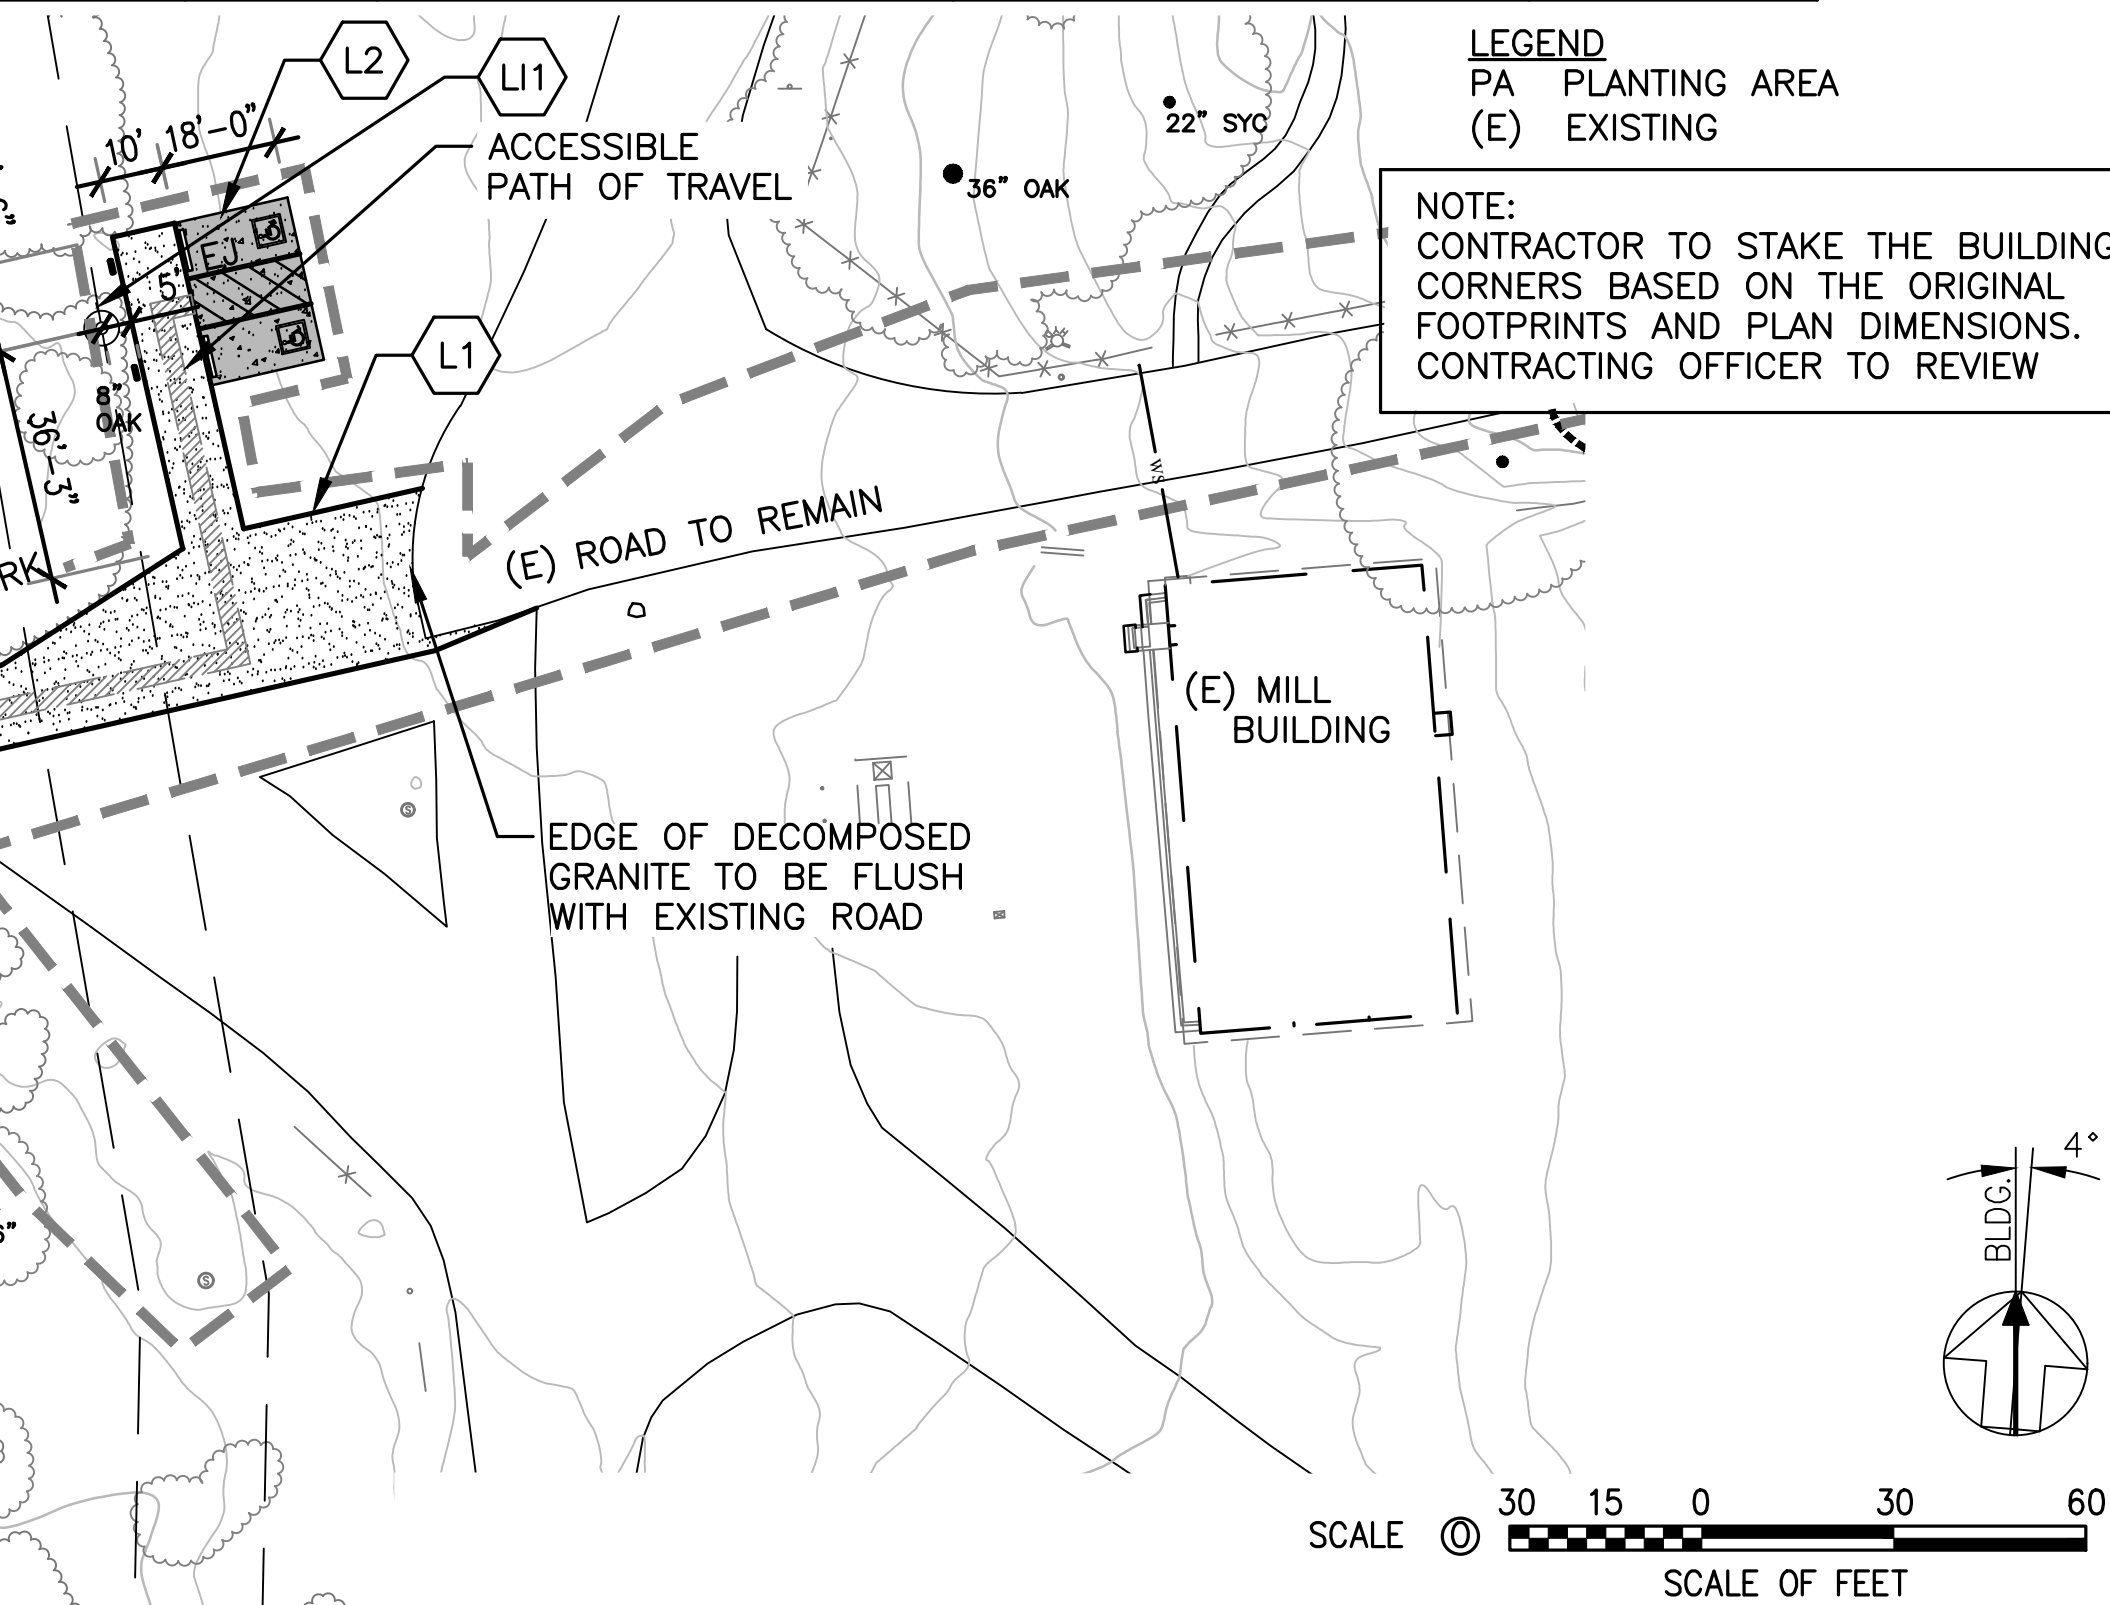 LEGEND
PA PLANTING AREA
(E) EXISTING
NOTE:
CONTRACTOR TO STAKE THE BUILDING
CORNERS BASED ON THE ORIGINAL
FOOTPRINTS AND PLAN DIMENSIONS.
CONTRACTING OFFICER TO REVIEW
L2
LI1
10' 18'-0"
ACCESSIBLE
PATH OF TRAVEL
22" SYC
36" OAK
EJ
5'
L1
8"
OAK
36'-3"
RK
WS
(E) ROAD TO REMAIN
(E) MILL
BUILDING
S
EDGE OF DECOMPOSED
GRANITE TO BE FLUSH
WITH EXISTING ROAD
S
4°
BLDG.
30 15 0 30 60
SCALE O
SCALE OF FEET